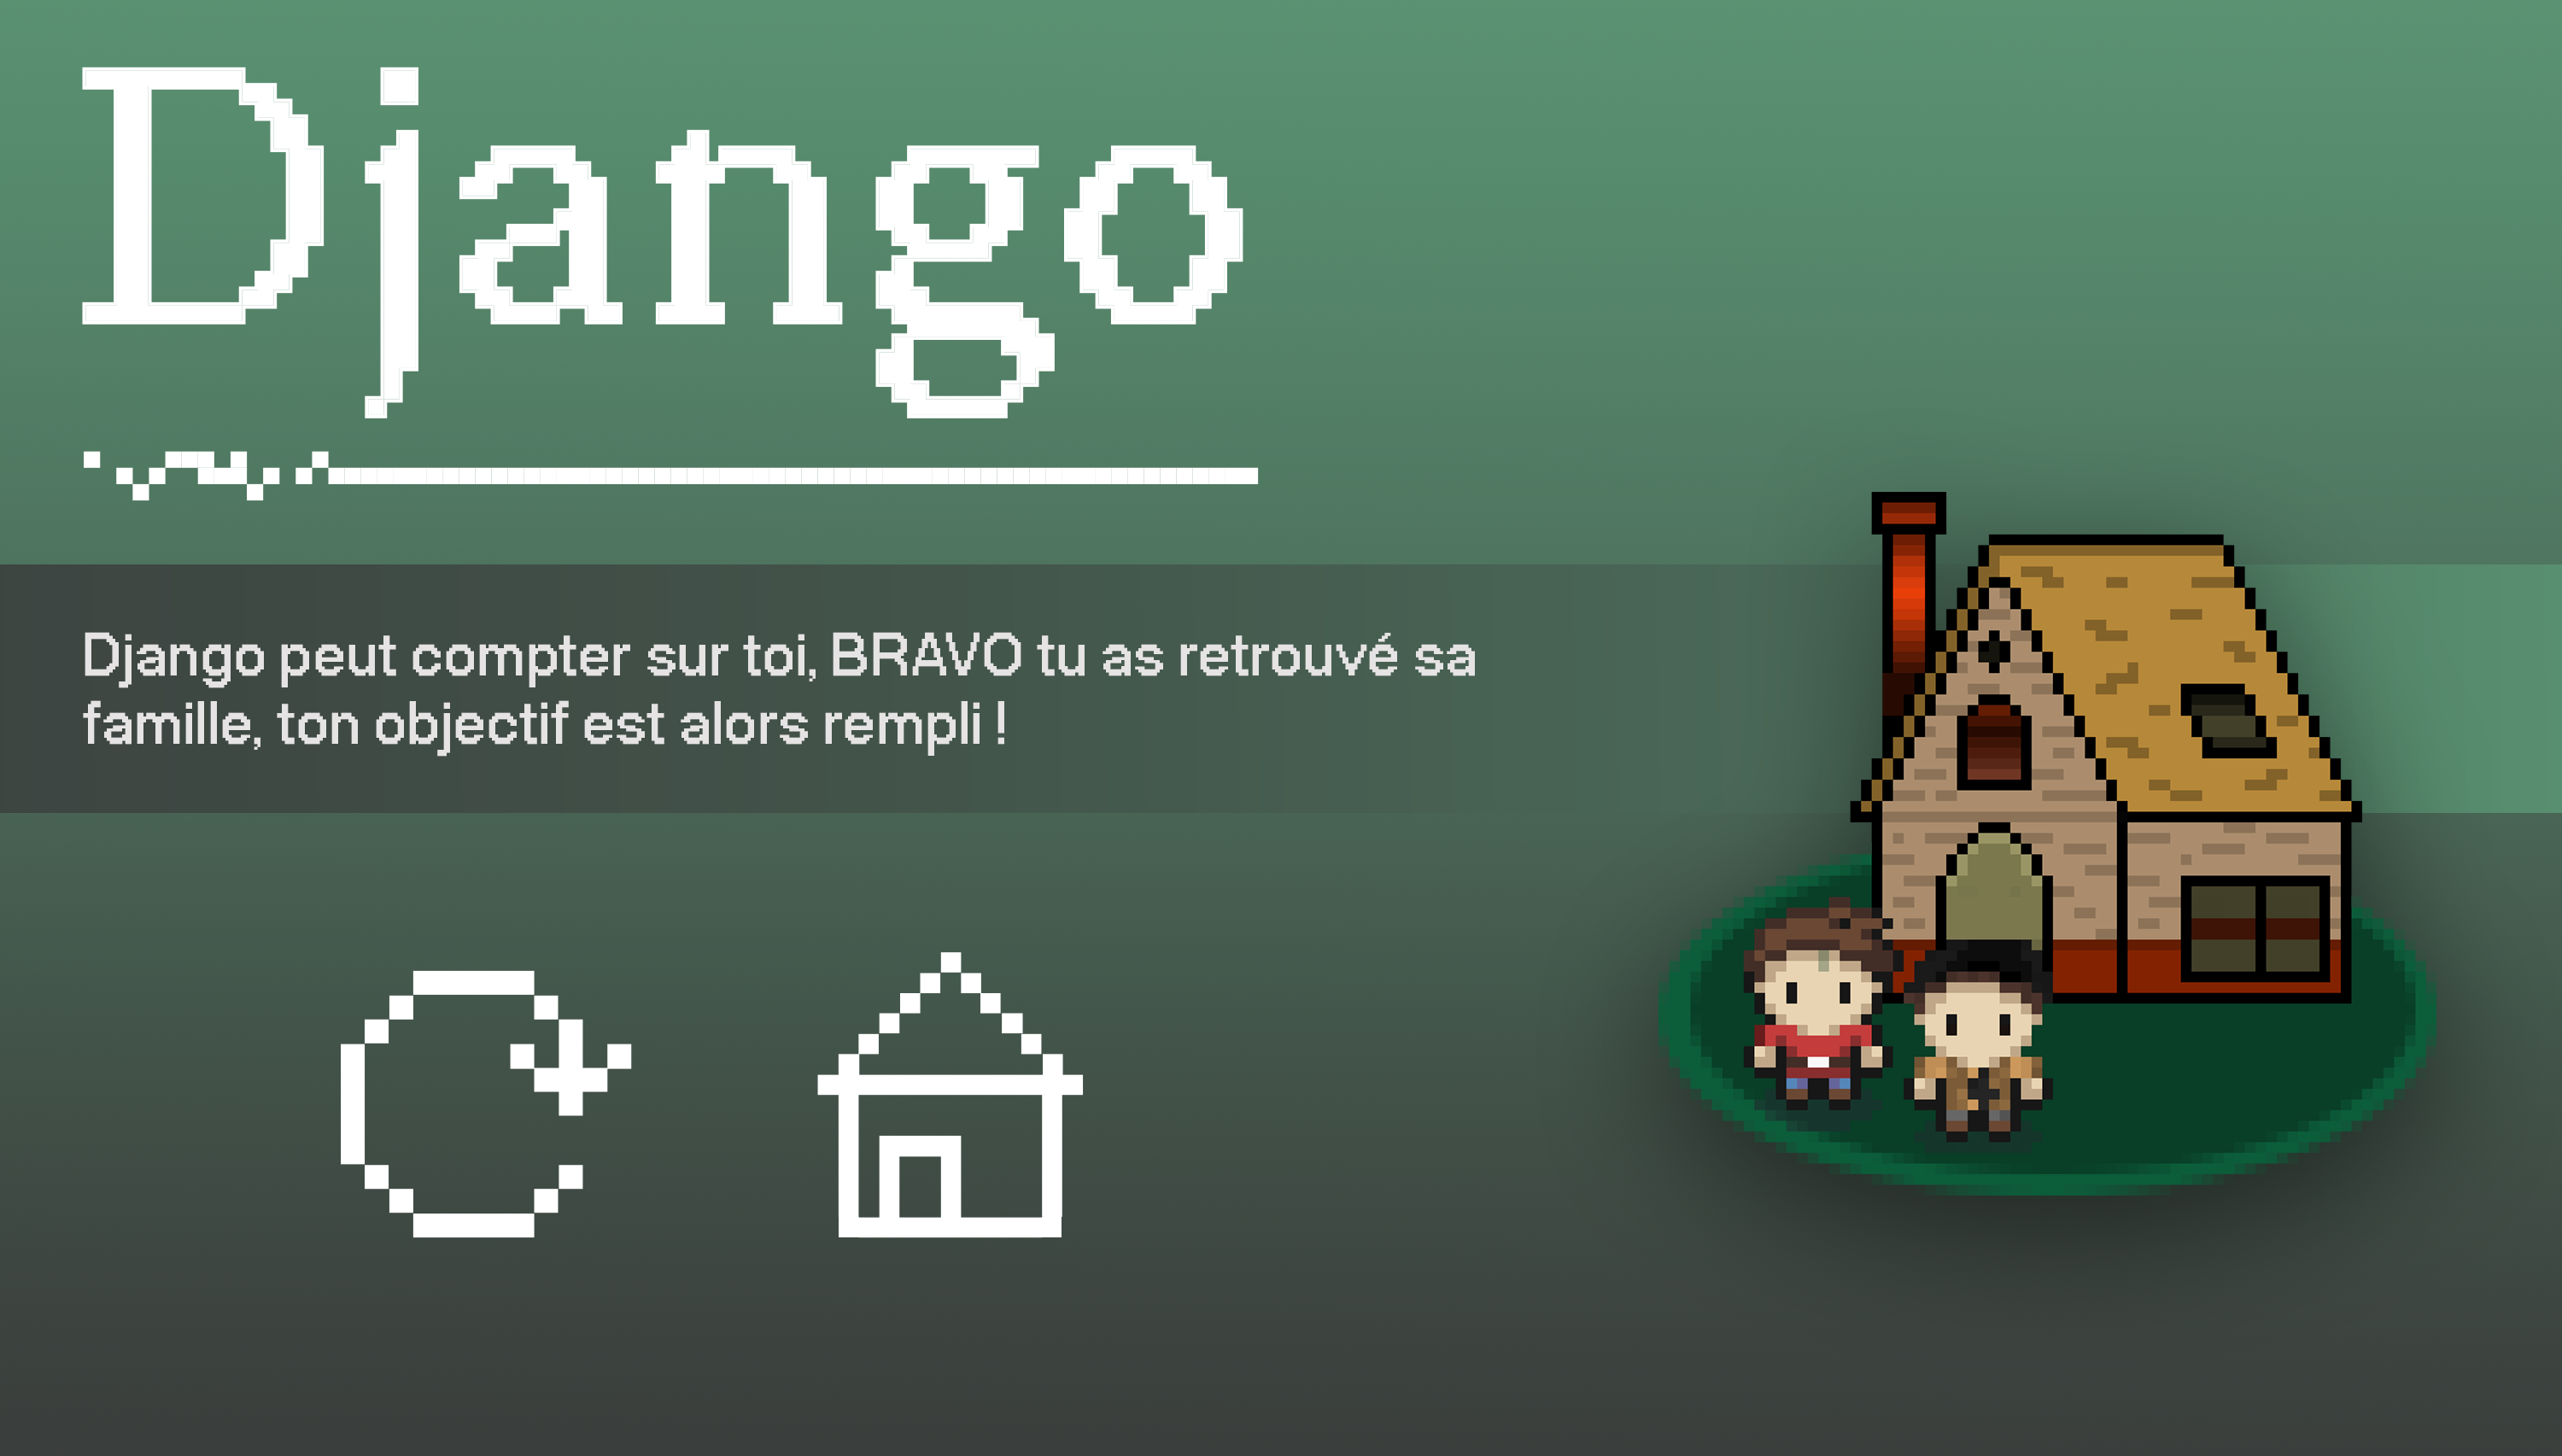 Django
Django peut compter sur toi, BRAVO tu as retrouvé sa
famille, ton objectif est alors rempli !